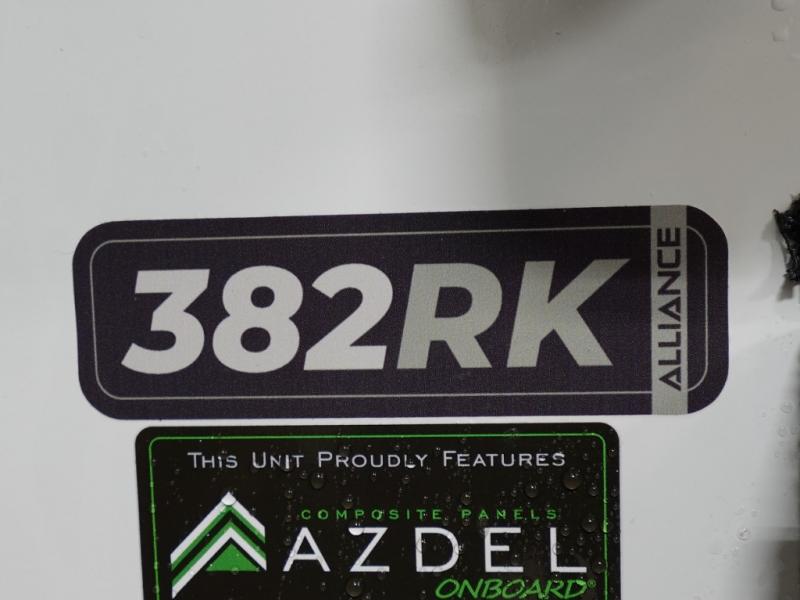 382RK
ALLIANCE
THIS UNIT PROUDLY FEATURES
COMPOSITE PANELS
AZDEL
ONBOARD®